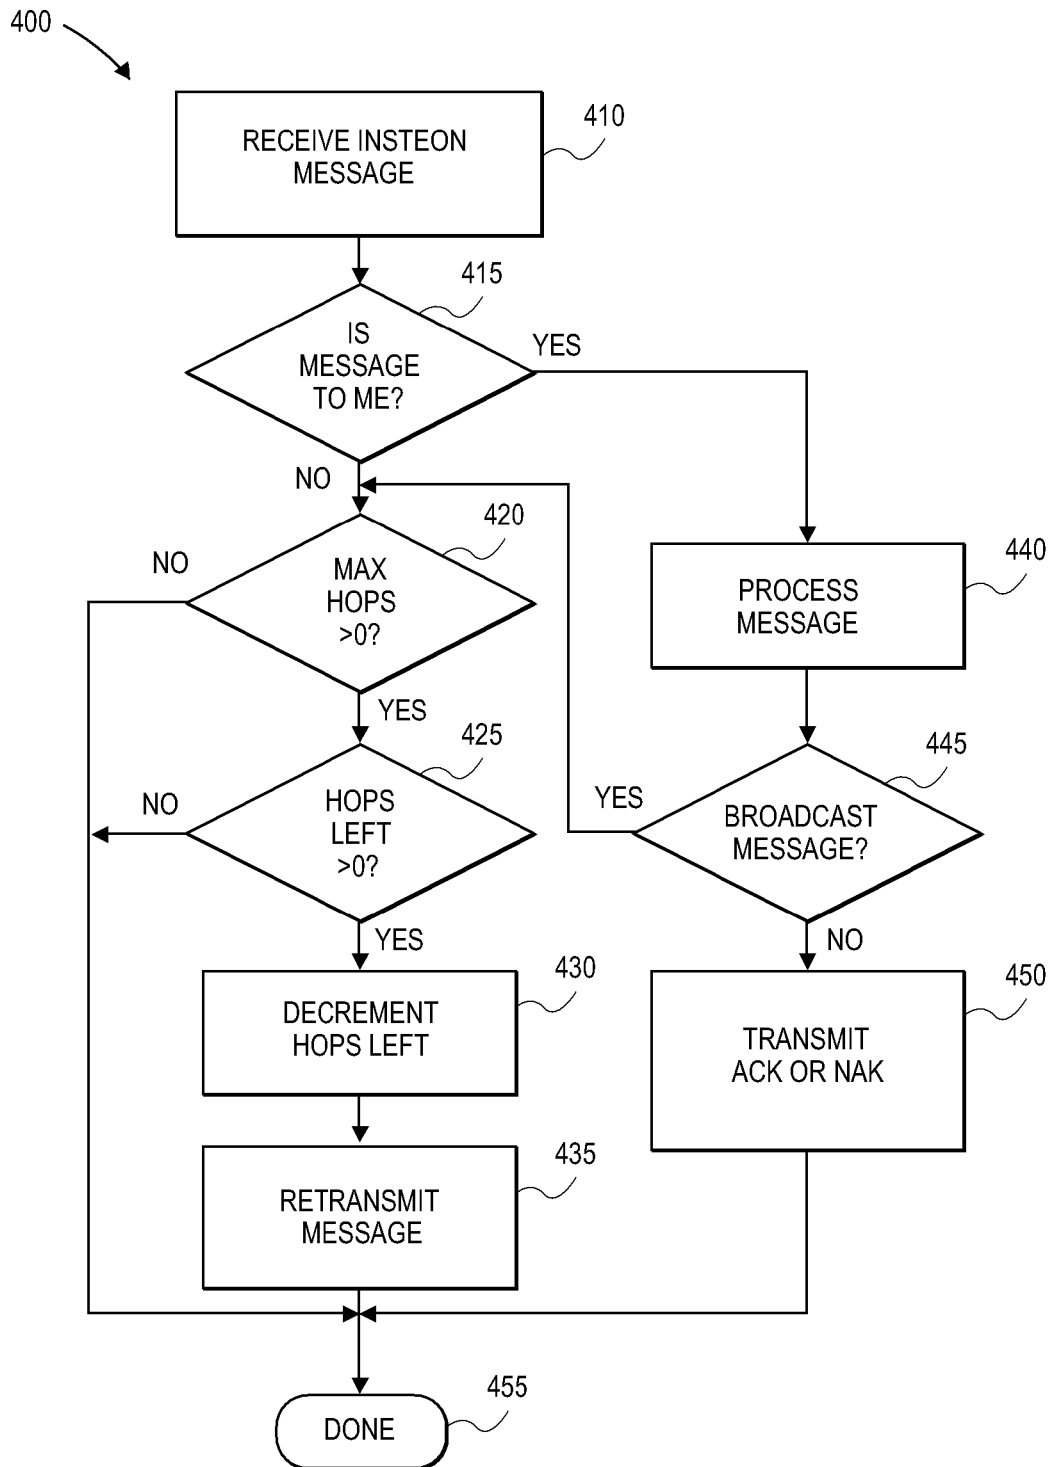 400
RECEIVE INSTEON
MESSAGE
410
IS
MESSAGE
TO ME?
415
YES
NO
MAX
HOPS
>0?
420
NO
YES
PROCESS
MESSAGE
440
HOPS
LEFT
>0?
425
NO
YES
BROADCAST
MESSAGE?
445
YES
NO
DECREMENT
HOPS LEFT
430
TRANSMIT
ACK OR NAK
450
RETRANSMIT
MESSAGE
435
DONE
455